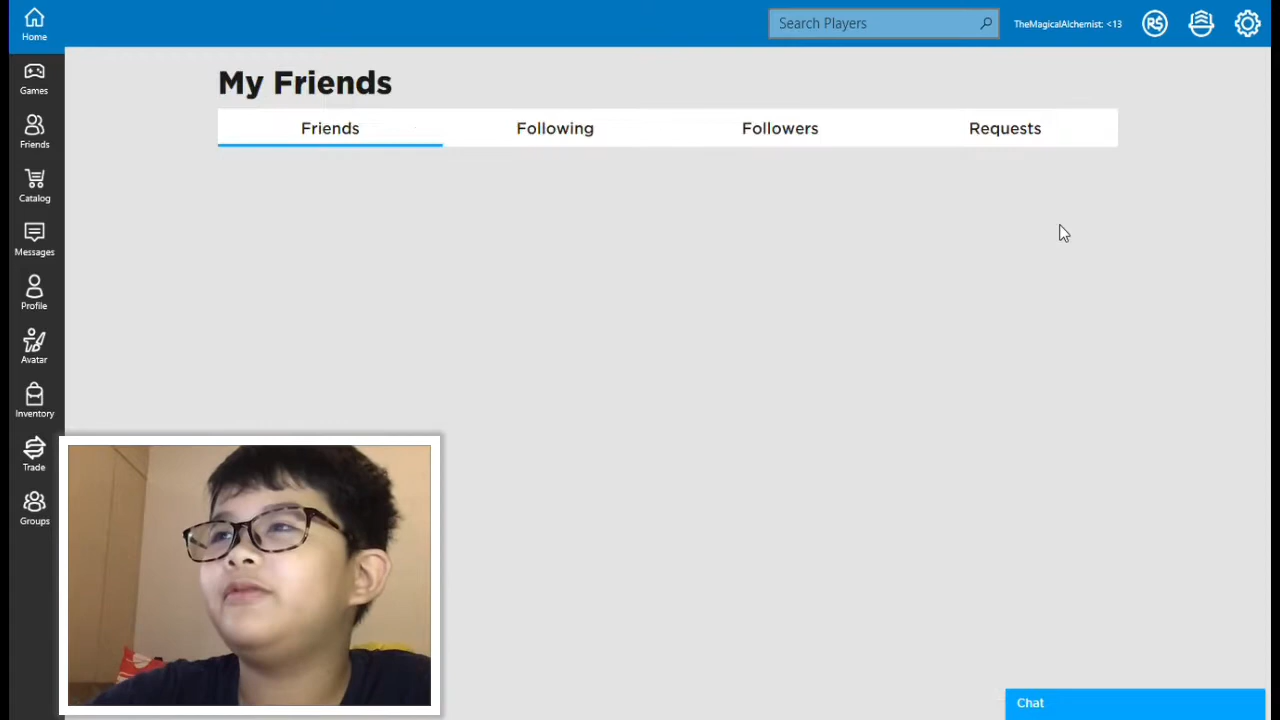 Home
Search Players
TheMagicalAlchemist: <13
R$
My Friends
Friends
Following
Followers
Requests
Games
Friends
Catalog
Messages
Profile
Avatar
Inventory
Trade
Groups
Chat